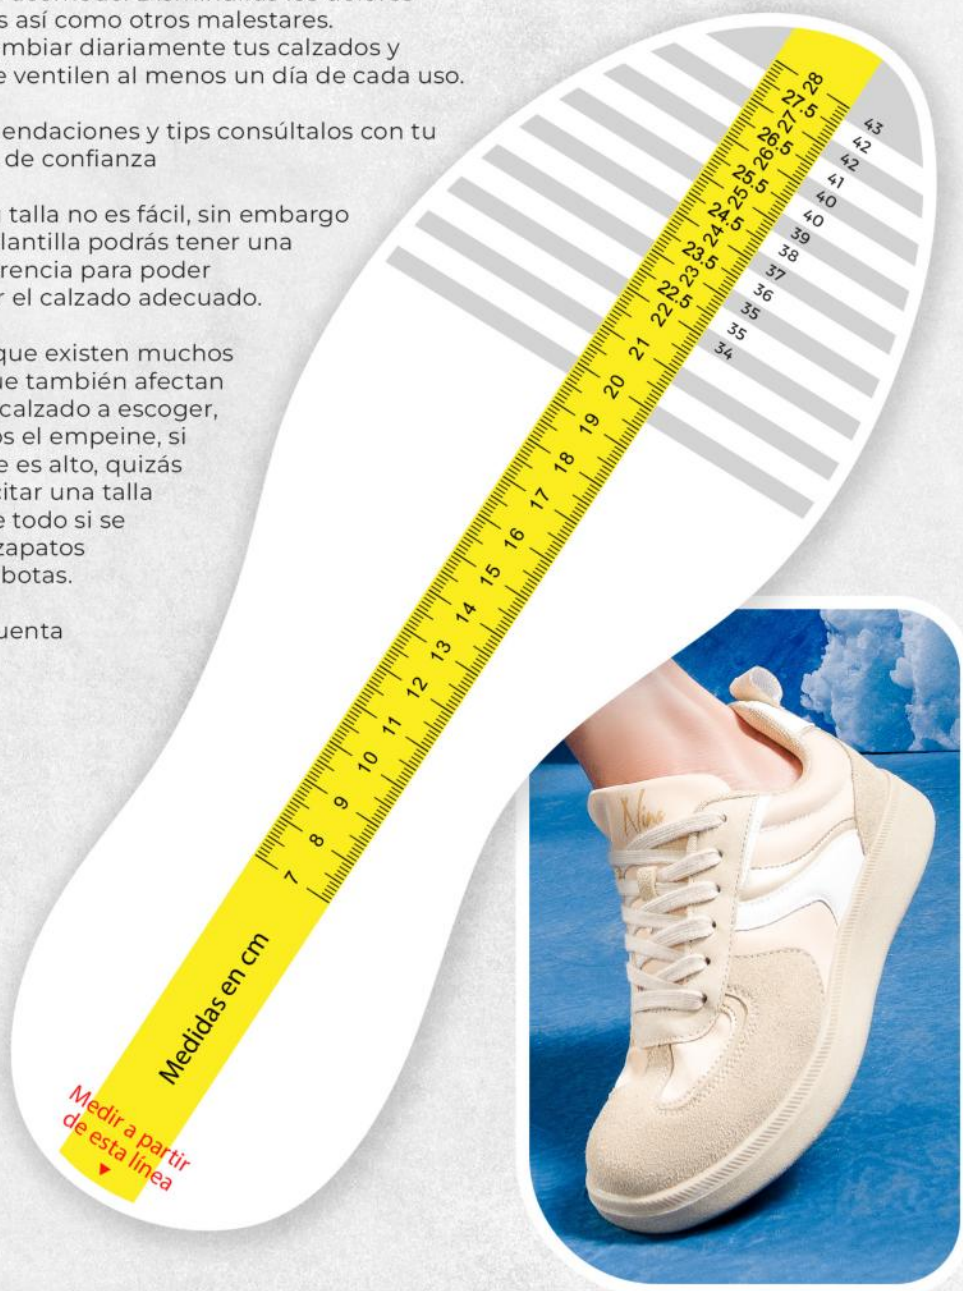 s así como otros malestares.
mbiar diariamente tus calzados y
e ventilen al menos un día de cada uso.
endaciones y tips consúltalos con tu
de confianza
talla no es fácil, sin embargo
lantilla podrás tener una
rencia para poder
r el calzado adecuado.
que existen muchos
ue también afectan
calzado a escoger,
os el empeine, si
e es alto, quizás
citar una talla
e todo si se
zapatos
botas.
uenta
28
27.5
27
26.5
26
25.5
25
24.5
24
23.5
23
22.5
22
21
20
19
18
17
16
15
14
13
12
11
10
9
8
7
43
42
42
41
40
40
39
38
37
36
35
35
34
Medidas en cm
Medir a partir
de esta línea